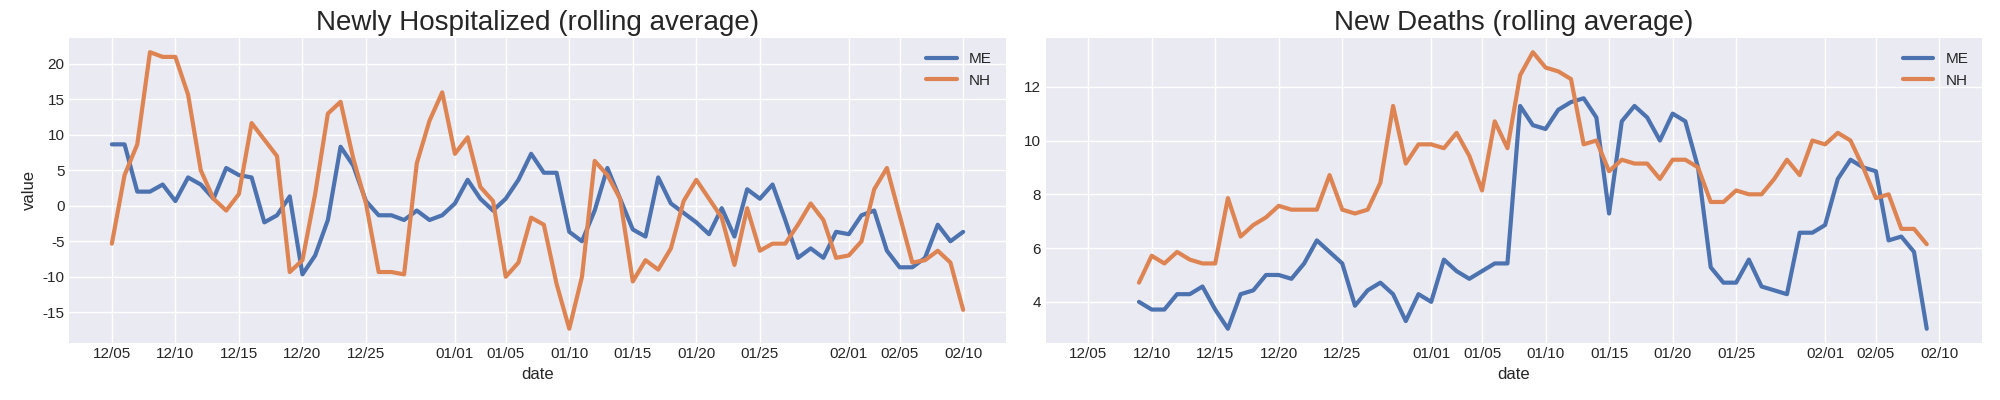 Newly Hospitalized (rolling average)
ME
NH
20
15
10
5
0
-5
-10
-15
value
12/05 12/10 12/15 12/20 12/25 01/01 01/05 01/10 01/15 01/20 01/25 02/01 02/05 02/10
date
New Deaths (rolling average)
ME
NH
12
10
8
6
4
12/05 12/10 12/15 12/20 12/25 01/01 01/05 01/10 01/15 01/20 01/25 02/01 02/05 02/10
date